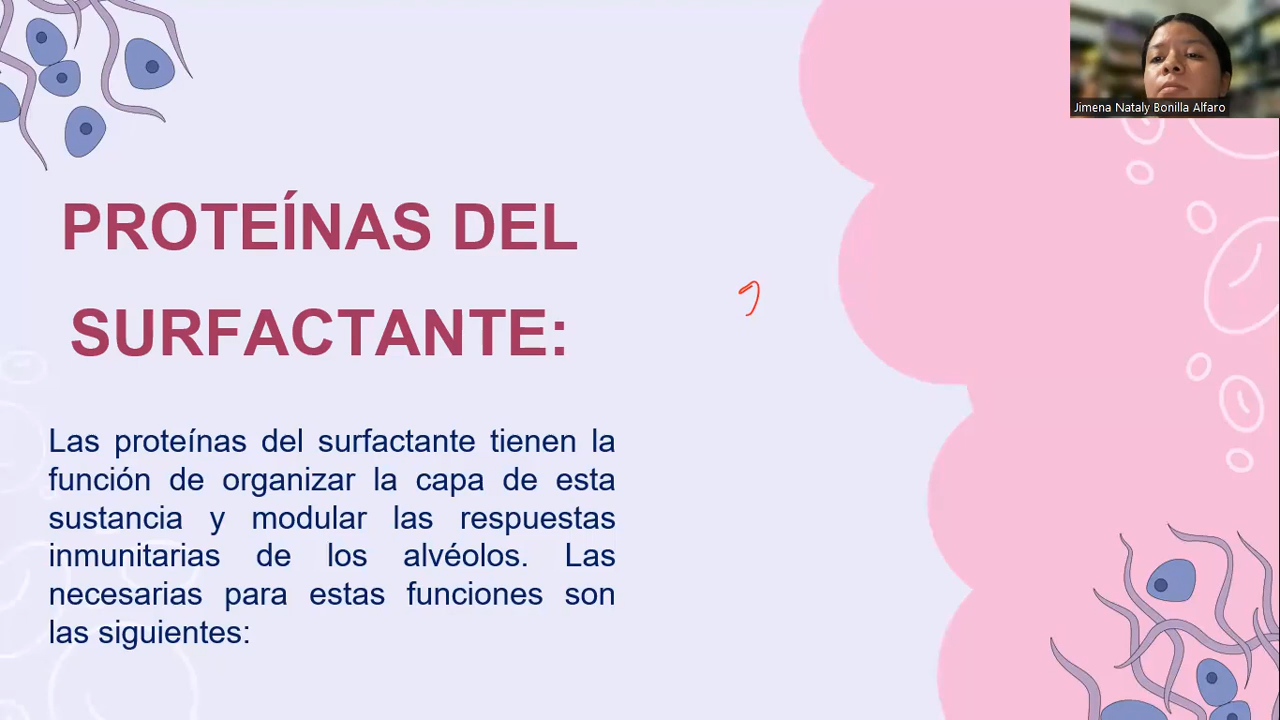 Jimena Nataly Bonilla Alfaro
PROTEÍNAS DEL
SURFACTANTE:
Las proteínas del surfactante tienen la
función de organizar la capa de esta
sustancia y modular las respuestas
inmunitarias de los alvéolos. Las
necesarias para estas funciones son
las siguientes: